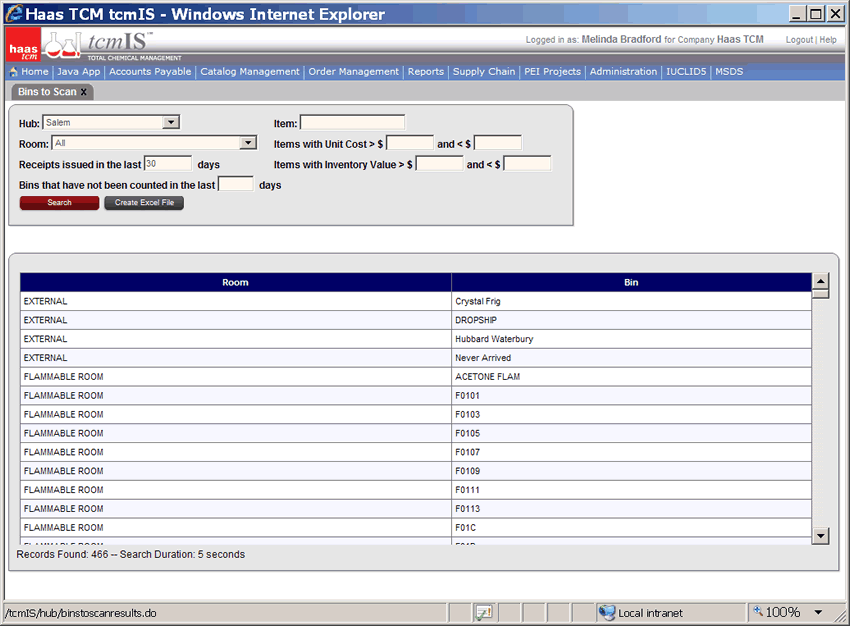 Haas TCM tcmIS - Windows Internet Explorer
haas tcm
tcmIS™
TOTAL CHEMICAL MANAGEMENT
Logged in as: Melinda Bradford for Company Haas TCM Logout | Help
Home | Java App | Accounts Payable | Catalog Management | Order Management | Reports | Supply Chain | PEI Projects | Administration | IUCLID5 | MSDS
Bins to Scan x
Hub: Salem Item:
Room: All Items with Unit Cost > $ and < $
Receipts issued in the last 30 days Items with Inventory Value > $ and < $
Bins that have not been counted in the last days
Search Create Excel File
Room Bin
EXTERNAL Crystal Frig
EXTERNAL DROPSHIP
EXTERNAL Hubbard Waterbury
EXTERNAL Never Arrived
FLAMMABLE ROOM ACETONE FLAM
FLAMMABLE ROOM F0101
FLAMMABLE ROOM F0103
FLAMMABLE ROOM F0105
FLAMMABLE ROOM F0107
FLAMMABLE ROOM F0109
FLAMMABLE ROOM F0111
FLAMMABLE ROOM F0113
FLAMMABLE ROOM F01C
FLAMMABLE ROOM
Records Found: 466 -- Search Duration: 5 seconds
/tcmIS/hub/binstoscanresults.do Local intranet 100%